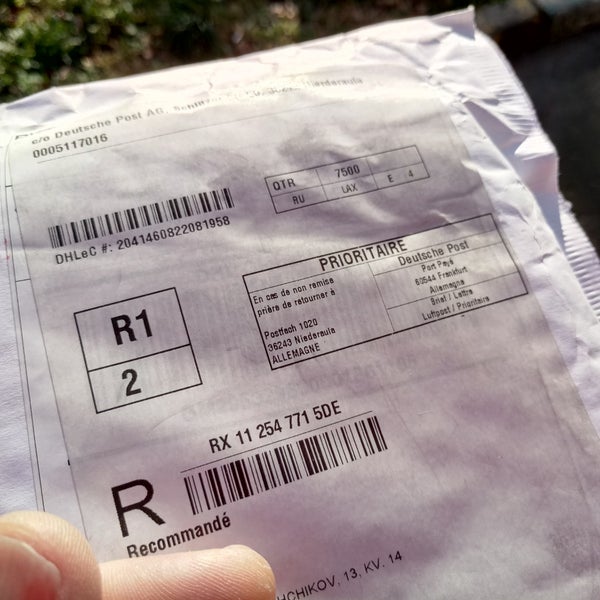 c/o Deutsche Post AG, Niederaula
0005117016
DHLeC #: 2041460822081958
QTR 7500
RU LAX E 4
PRIORITAIRE
En cas de non remise
prière de retourner à
Postfach 1020
36243 Niederaula
ALLEMAGNE
Deutsche Post
Port Payé
60544 Frankfurt
Allemagne
Brief / Lettre
Luftpost / Prioritaire
R1
2
RX 11 254 771 5DE
R
Recommandé
HCHIKOV, 13, KV. 14